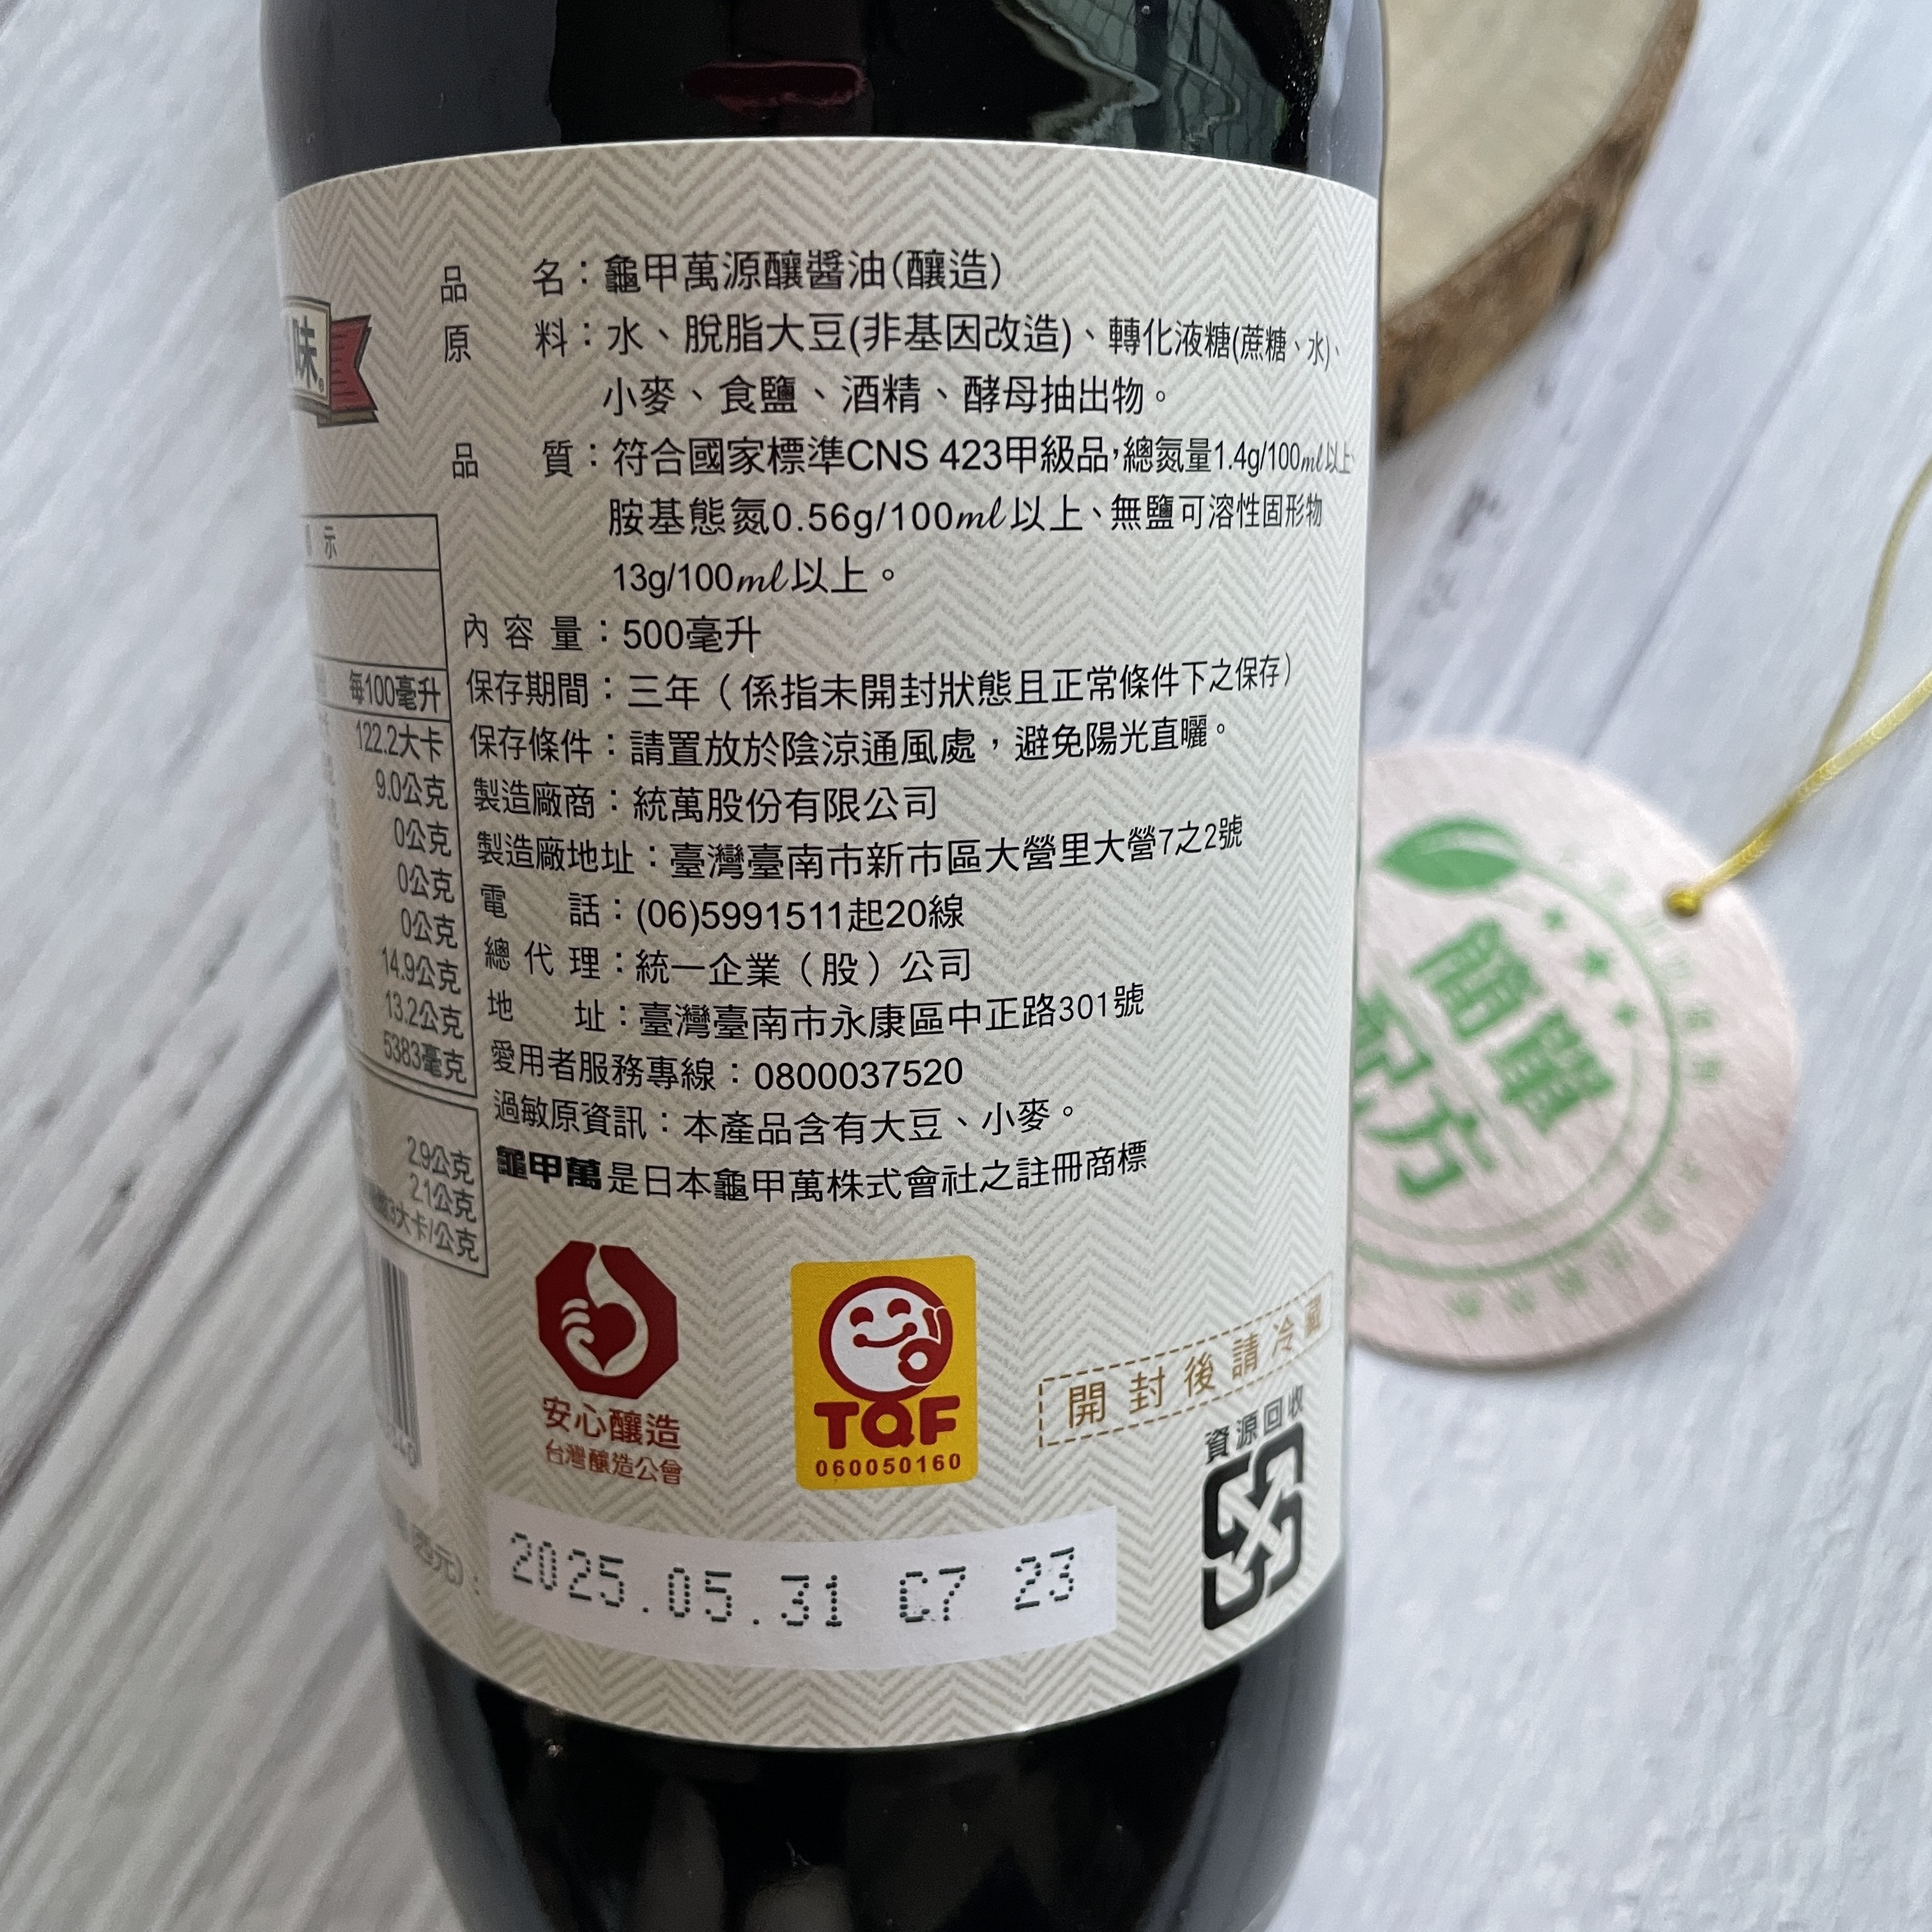 味®
示
每100毫升
122.2大卡
9.0公克
0公克
0公克
0公克
14.9公克
13.2公克
5383毫克
2.9公克
2.1公克
3大卡/公克
品 名：龜甲萬源釀醬油(釀造)
原 料：水、脫脂大豆(非基因改造)、轉化液糖(蔗糖、水)、
小麥、食鹽、酒精、酵母抽出物。
品 質：符合國家標準CNS 423甲級品，總氮量1.4g/100ml以上、
胺基態氮0.56g/100ml以上、無鹽可溶性固形物
13g/100ml以上。
內容量：500毫升
保存期間：三年（係指未開封狀態且正常條件下之保存）
保存條件：請置放於陰涼通風處，避免陽光直曬。
製造廠商：統萬股份有限公司
製造廠地址：臺灣臺南市新市區大營里大營7之2號
電 話：(06)5991511起20線
總代理：統一企業（股）公司
地 址：臺灣臺南市永康區中正路301號
愛用者服務專線：0800037520
過敏原資訊：本產品含有大豆、小麥。
龜甲萬是日本龜甲萬株式會社之註冊商標
安心釀造
台灣釀造公會
TQF
060050160
開封後請冷藏
資源回收
2025.05.31 C7 23
簡單
配方